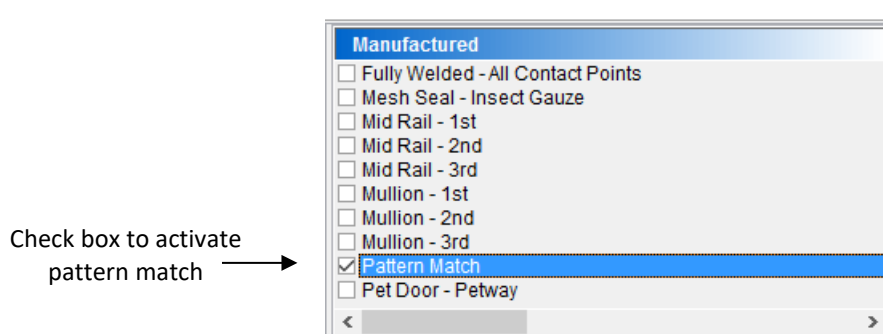 Manufactured
Fully Welded - All Contact Points
Mesh Seal - Insect Gauze
Mid Rail - 1st
Mid Rail - 2nd
Mid Rail - 3rd
Mullion - 1st
Mullion - 2nd
Mullion - 3rd
Pattern Match
Pet Door - Petway
Check box to activate
pattern match